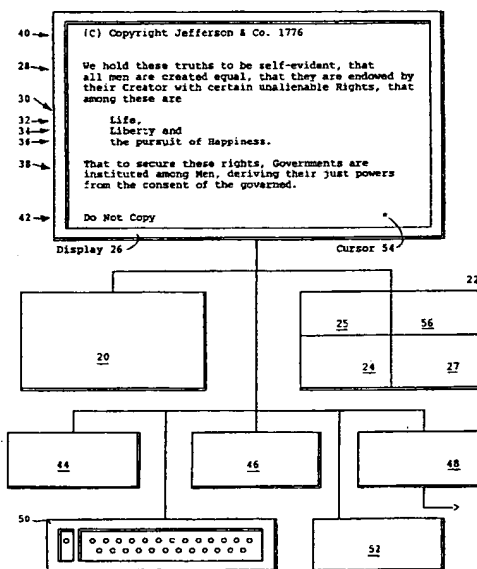 40 (C) Copyright Jefferson & Co. 1776
28 We hold these truths to be self-evident, that
all men are created equal, that they are endowed by
their Creator with certain unalienable Rights, that
30 among these are
32 Life,
34 Liberty and
36 the pursuit of Happiness.
38 That to secure these rights, Governments are
instituted among Men, deriving their just powers
from the consent of the governed.
42 Do Not Copy
Display 26 Cursor 54
22
25 56
20 24 27
44 46 48
50
52